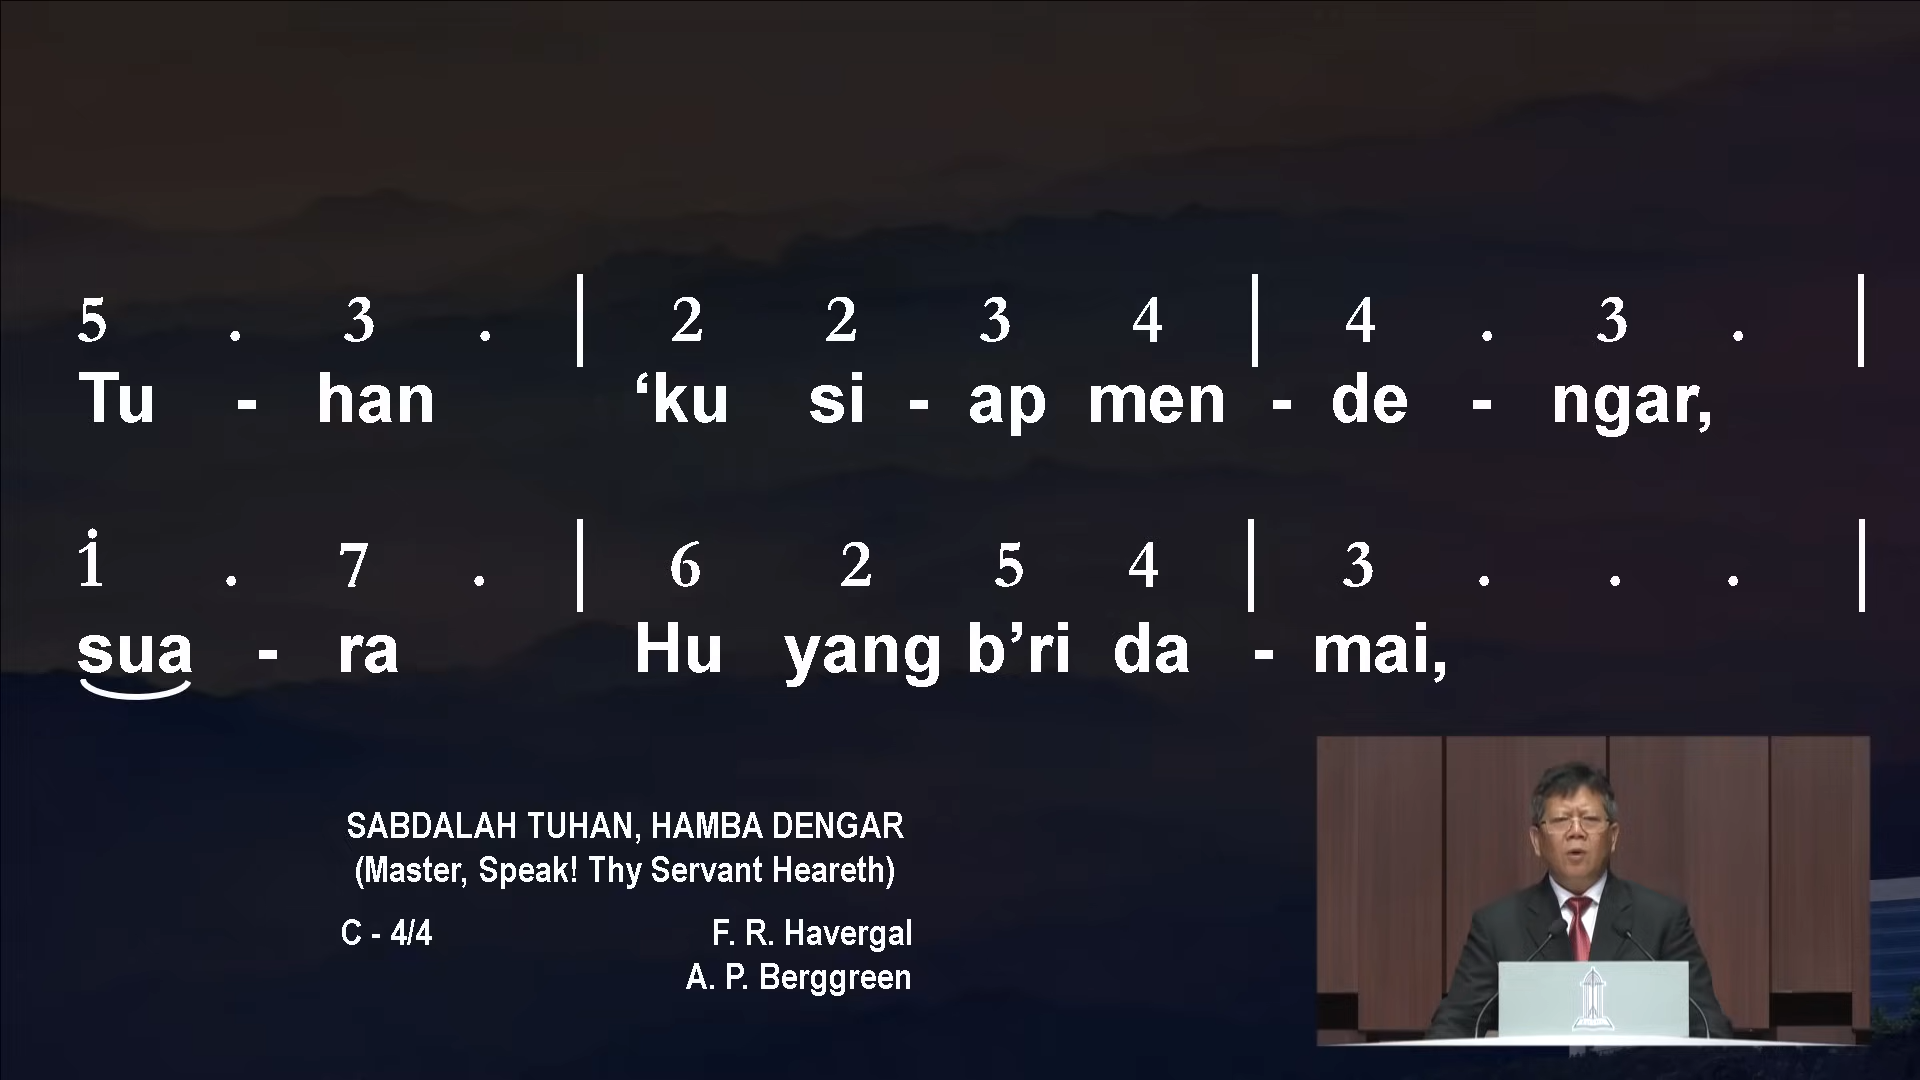 5 . 3 . | 2 2 3 4 | 4 . 3 . |
Tu - han ‘ku si - ap men - de - ngar,
1̇ . 7 . | 6 2 5 4 | 3 . . . |
sua - ra Hu yang b’ri da - mai,
SABDALAH TUHAN, HAMBA DENGAR
(Master, Speak! Thy Servant Heareth)
C - 4/4 F. R. Havergal
A. P. Berggreen